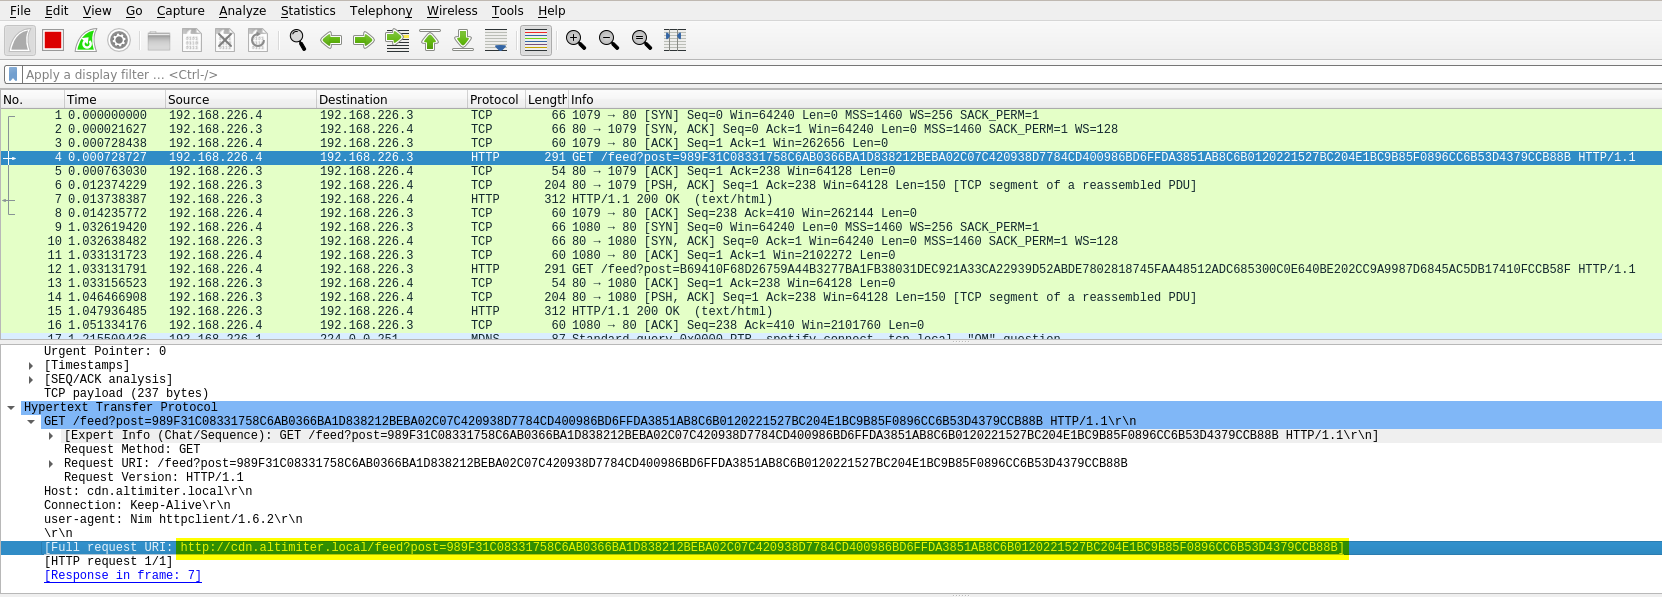 File Edit View Go Capture Analyze Statistics Telephony Wireless Tools Help
Apply a display filter ... <Ctrl-/>
No. Time Source Destination Protocol Length Info
1 0.000000000 192.168.226.4 192.168.226.3 TCP 66 1079 → 80 [SYN] Seq=0 Win=64240 Len=0 MSS=1460 WS=256 SACK_PERM=1
2 0.000021627 192.168.226.3 192.168.226.4 TCP 66 80 → 1079 [SYN, ACK] Seq=0 Ack=1 Win=64240 Len=0 MSS=1460 SACK_PERM=1 WS=128
3 0.000728438 192.168.226.4 192.168.226.3 TCP 60 1079 → 80 [ACK] Seq=1 Ack=1 Win=262656 Len=0
4 0.000728727 192.168.226.4 192.168.226.3 HTTP 291 GET /feed?post=989F31C08331758C6AB0366BA1D838212BEBA02C07C420938D7784CD400986BD6FFDA3851AB8C6B0120221527BC204E1BC9B85F0896CC6B53D4379CCB88B HTTP/1.1
5 0.000763030 192.168.226.3 192.168.226.4 TCP 54 80 → 1079 [ACK] Seq=1 Ack=238 Win=64128 Len=0
6 0.012374229 192.168.226.3 192.168.226.4 TCP 204 80 → 1079 [PSH, ACK] Seq=1 Ack=238 Win=64128 Len=150 [TCP segment of a reassembled PDU]
7 0.013738387 192.168.226.3 192.168.226.4 HTTP 312 HTTP/1.1 200 OK (text/html)
8 0.014235772 192.168.226.4 192.168.226.3 TCP 60 1079 → 80 [ACK] Seq=238 Ack=410 Win=262144 Len=0
9 1.032619420 192.168.226.4 192.168.226.3 TCP 66 1080 → 80 [SYN] Seq=0 Win=64240 Len=0 MSS=1460 WS=256 SACK_PERM=1
10 1.032638482 192.168.226.3 192.168.226.4 TCP 66 80 → 1080 [SYN, ACK] Seq=0 Ack=1 Win=64240 Len=0 MSS=1460 SACK_PERM=1 WS=128
11 1.033131723 192.168.226.4 192.168.226.3 TCP 60 1080 → 80 [ACK] Seq=1 Ack=1 Win=2102272 Len=0
12 1.033131791 192.168.226.4 192.168.226.3 HTTP 291 GET /feed?post=B69410F68D26759A44B3277BA1FB38031DEC921A33CA22939D52ABDE7802818745FAA48512ADC685300C0E640BE202CC9A9987D6845AC5DB17410FCCB58F HTTP/1.1
13 1.033156523 192.168.226.3 192.168.226.4 TCP 54 80 → 1080 [ACK] Seq=1 Ack=238 Win=64128 Len=0
14 1.046466908 192.168.226.3 192.168.226.4 TCP 204 80 → 1080 [PSH, ACK] Seq=1 Ack=238 Win=64128 Len=150 [TCP segment of a reassembled PDU]
15 1.047936485 192.168.226.3 192.168.226.4 HTTP 312 HTTP/1.1 200 OK (text/html)
16 1.051334176 192.168.226.4 192.168.226.3 TCP 60 1080 → 80 [ACK] Seq=238 Ack=410 Win=2101760 Len=0
17 1.215509436 192.168.226.1 224.0.0.251 MDNS 87 Standard query 0x0000 PTR _spotify-connect._tcp.local, "QM" question
Urgent Pointer: 0
[Timestamps]
[SEQ/ACK analysis]
TCP payload (237 bytes)
Hypertext Transfer Protocol
GET /feed?post=989F31C08331758C6AB0366BA1D838212BEBA02C07C420938D7784CD400986BD6FFDA3851AB8C6B0120221527BC204E1BC9B85F0896CC6B53D4379CCB88B HTTP/1.1\r\n
[Expert Info (Chat/Sequence): GET /feed?post=989F31C08331758C6AB0366BA1D838212BEBA02C07C420938D7784CD400986BD6FFDA3851AB8C6B0120221527BC204E1BC9B85F0896CC6B53D4379CCB88B HTTP/1.1\r\n]
Request Method: GET
Request URI: /feed?post=989F31C08331758C6AB0366BA1D838212BEBA02C07C420938D7784CD400986BD6FFDA3851AB8C6B0120221527BC204E1BC9B85F0896CC6B53D4379CCB88B
Request Version: HTTP/1.1
Host: cdn.altimiter.local\r\n
Connection: Keep-Alive\r\n
user-agent: Nim httpclient/1.6.2\r\n
\r\n
[Full request URI: http://cdn.altimiter.local/feed?post=989F31C08331758C6AB0366BA1D838212BEBA02C07C420938D7784CD400986BD6FFDA3851AB8C6B0120221527BC204E1BC9B85F0896CC6B53D4379CCB88B]
[HTTP request 1/1]
[Response in frame: 7]